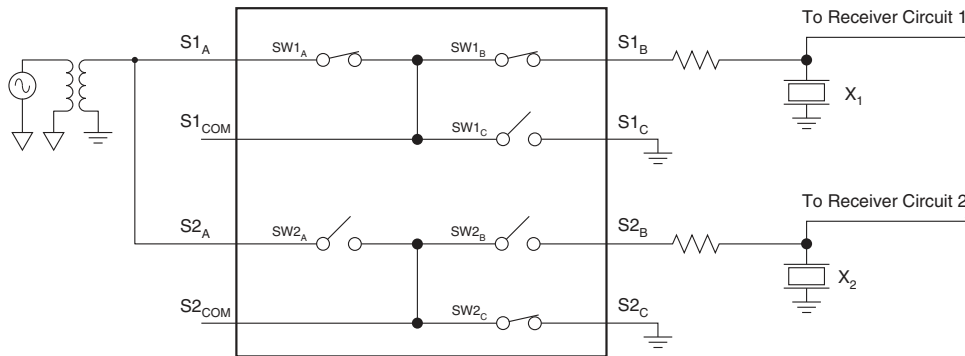 To Receiver Circuit 1
S1A SW1A SW1B S1B
X1
S1COM SW1C S1C
To Receiver Circuit 2
S2A SW2A SW2B S2B
X2
S2COM SW2C S2C